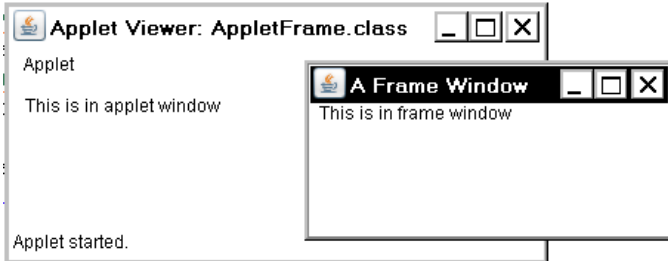 Applet Viewer: AppletFrame.class
Applet
This is in applet window
Applet started.
A Frame Window
This is in frame window